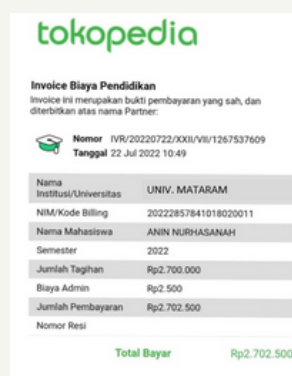 tokopedia
Invoice Biaya Pendidikan
Invoice ini merupakan bukti pembayaran yang sah, dan
diterbitkan atas nama Partner:
Nomor IVR/20220722/XXII/VII/1267537609
Tanggal 22 Jul 2022 10:49
Nama
Institusi/Universitas UNIV. MATARAM
NIM/Kode Billing 20222857841018020011
Nama Mahasiswa ANIN NURHASANAH
Semester 2022
Jumlah Tagihan Rp2.700.000
Biaya Admin Rp2.500
Jumlah Pembayaran Rp2.702.500
Nomor Resi
Total Bayar Rp2.702.500